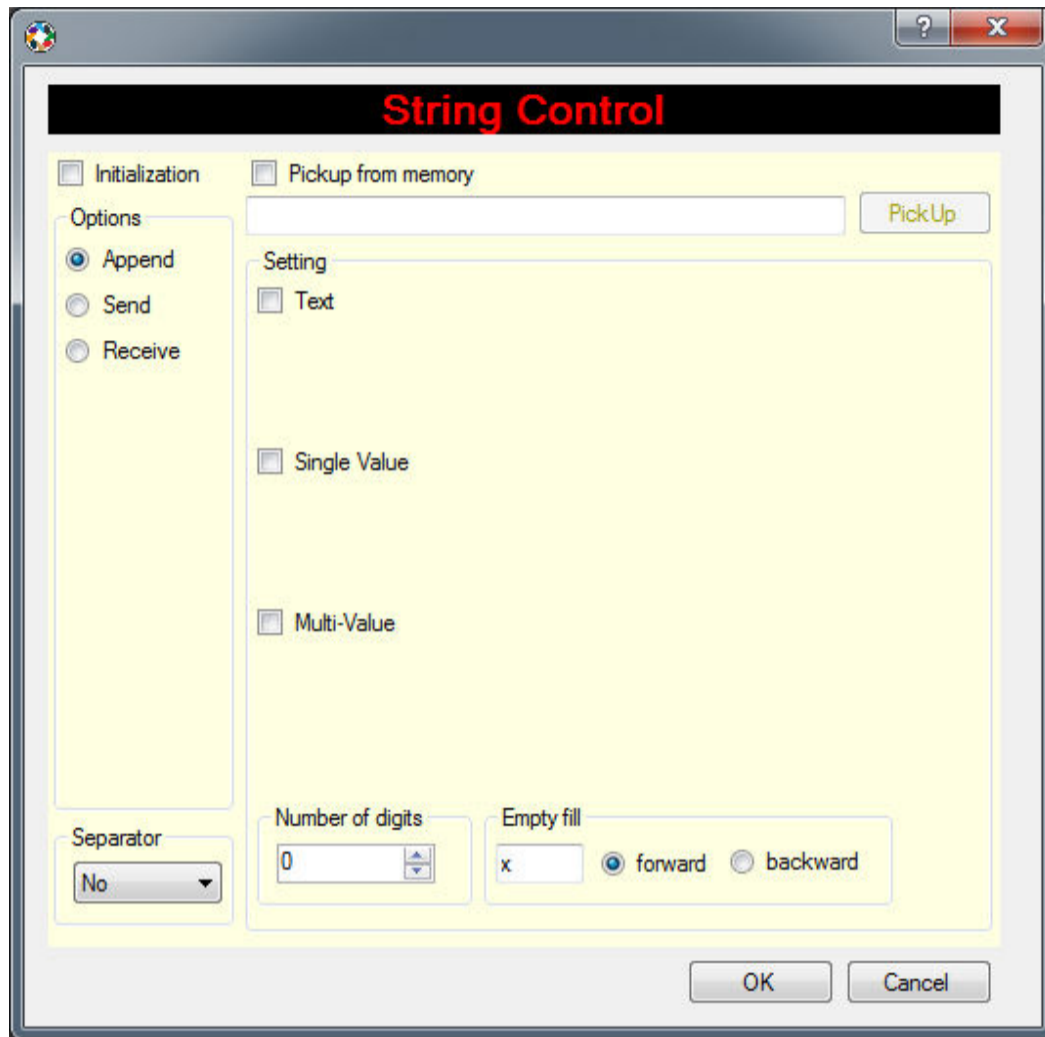 ?
X
String Control
Initialization
Pickup from memory
Options
PickUp
Append
Setting
Send
Text
Receive
Single Value
Multi-Value
Number of digits
Empty fill
Separator
0
x
forward
backward
No
OK
Cancel